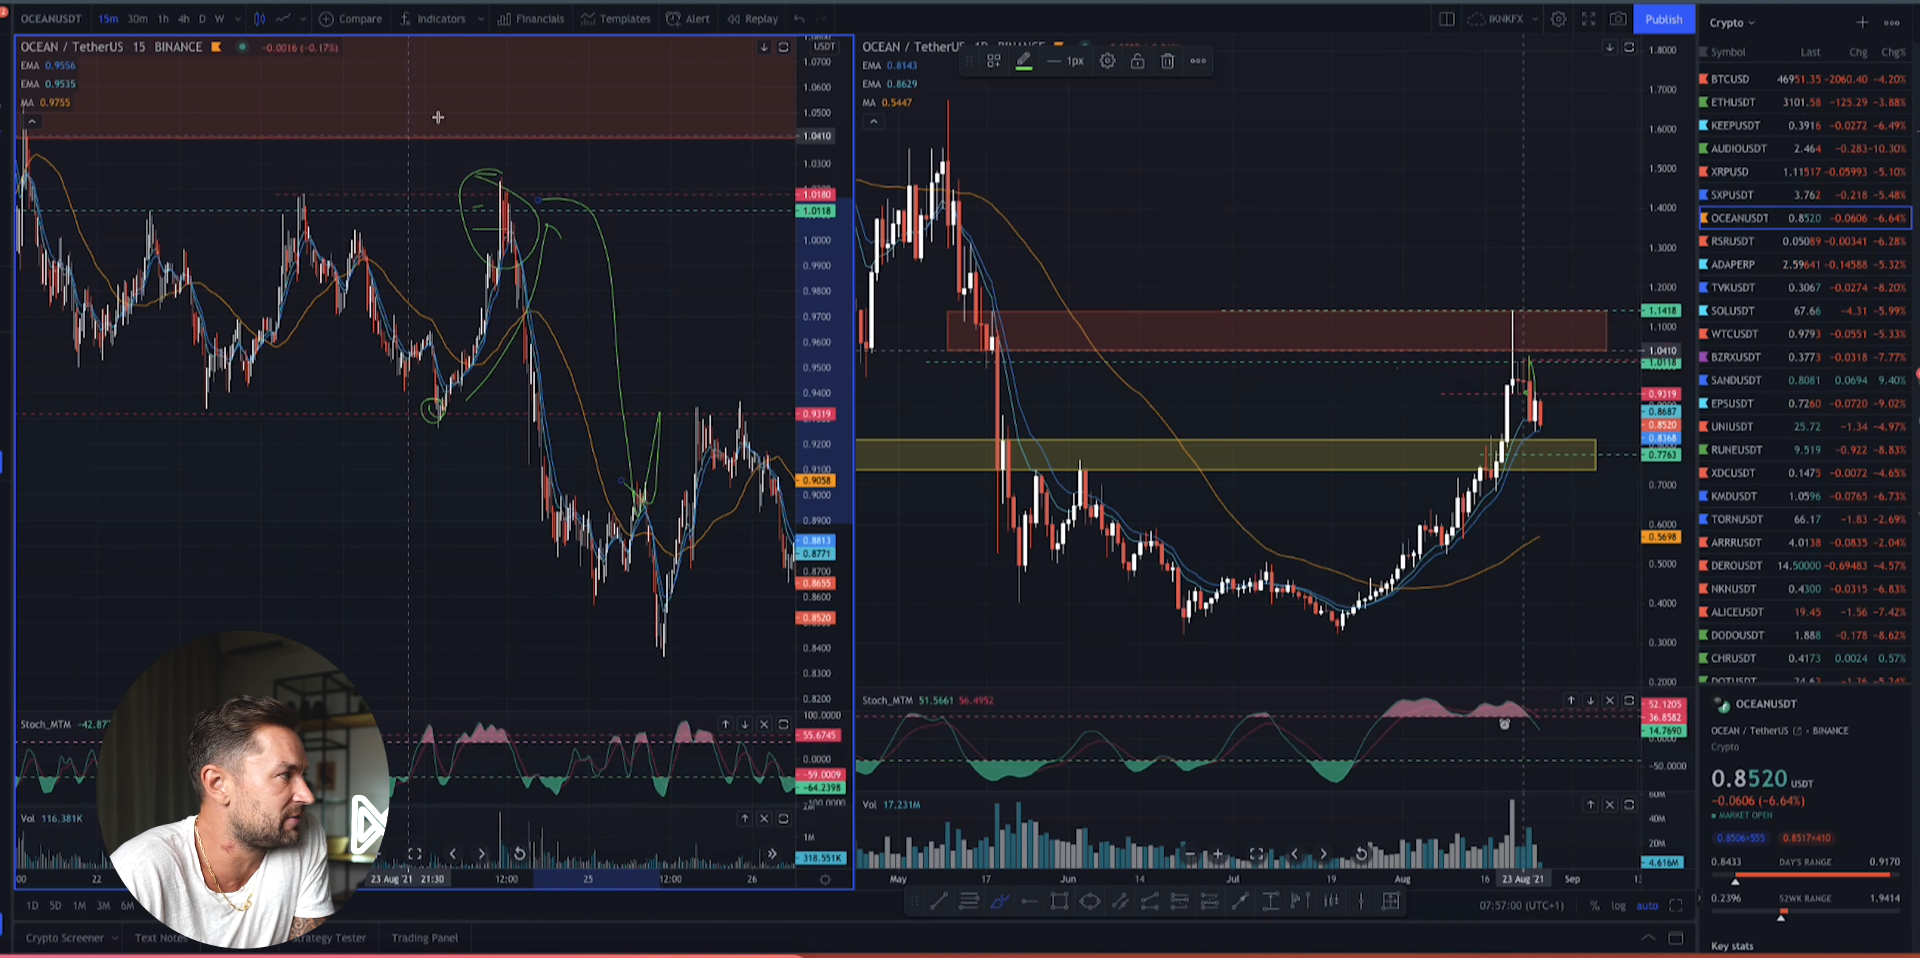 OCEANUSDT 15m 30m 1h 4h D W Compare Indicators Financials Templates Alert Replay IKNKFX Publish
OCEAN / TetherUS 15 BINANCE -0.0016 (-0.17%)
EMA 0.9556
EMA 0.9535
MA 0.9755
USDT
1.0700
1.0600
1.0500
1.0410
1.0300
1.0180
1.0118
1.0000
0.9900
0.9800
0.9700
0.9600
0.9500
0.9400
0.9319
0.9200
0.9100
0.9058
0.9000
0.8900
0.8813
0.8771
0.8700
0.8655
0.8600
0.8520
0.8400
0.8300
0.8200
Stoch_MTM
100.0000
55.6745
0.0000
-59.0009
-64.2398
Vol 116.381K
1M
318.551K
22 23 Aug '21 21:30 12:00 25 12:00 26
1D 5D 1M 3M 6M
Crypto Screener Text Notes Strategy Tester Trading Panel
OCEAN / TetherUS
1px
EMA 0.8143
EMA 0.8629
MA 0.5447
1.8000
1.7000
1.6000
1.5000
1.4000
1.3000
1.2000
1.1418
1.1000
1.0410
1.0118
0.9319
0.8687
0.8520
0.8368
0.7763
0.7000
0.6000
0.5698
0.5000
0.4000
0.3000
0.2000
Stoch_MTM 51.5661 56.4952
52.1205
36.8582
14.7690
-50.0000
Vol 17.231M
60M
40M
20M
4.616M
May 17 Jun 14 Jul 19 Aug 16 23 Aug '21 Sep
07:57:00 (UTC+1) % log auto
Crypto
Symbol Last Chg Chg%
BTCUSD 46951.35 -2060.40 -4.20%
ETHUSDT 3101.58 -125.29 -3.88%
KEEPUSDT 0.3916 -0.0272 -6.49%
AUDIOUSDT 2.464 -0.283 -10.30%
XRPUSD 1.11517 -0.05993 -5.10%
SXPUSDT 3.762 -0.218 -5.48%
OCEANUSDT 0.8520 -0.0606 -6.64%
RSRUSDT 0.05089 -0.00341 -6.28%
ADAPERP 2.59641 -0.14588 -5.32%
TVKUSDT 0.3067 -0.0274 -8.20%
SOLUSDT 67.66 -4.31 -5.99%
WTCUSDT 0.9793 -0.0551 -5.33%
BZRXUSDT 0.3773 -0.0318 -7.77%
SANDUSDT 0.8081 0.0694 9.40%
EPSUSDT 0.7260 -0.0720 -9.02%
UNIUSDT 25.72 -1.34 -4.97%
RUNEUSDT 9.519 -0.922 -8.83%
XDCUSDT 0.1475 -0.0072 -4.65%
KMDUSDT 1.0596 -0.0765 -6.73%
TORNUSDT 66.17 -1.83 -2.69%
ARRRUSDT 4.0138 -0.0835 -2.04%
DEROUSDT 14.50000 -0.69483 -4.57%
NKNUSDT 0.4300 -0.0315 -6.83%
ALICEUSDT 19.45 -1.56 -7.42%
DODOUSDT 1.888 -0.178 -8.62%
CHRUSDT 0.4173 0.0024 0.57%
DOTUSDT 24.62 -1.36 -5.24%
OCEANUSDT
OCEAN / TetherUS BINANCE
Crypto
0.8520 USDT
-0.0606 (-6.64%)
MARKET OPEN
0.8506×555 0.8517×410
0.8433 DAY'S RANGE 0.9170
0.2396 52WK RANGE 1.9414
Key stats